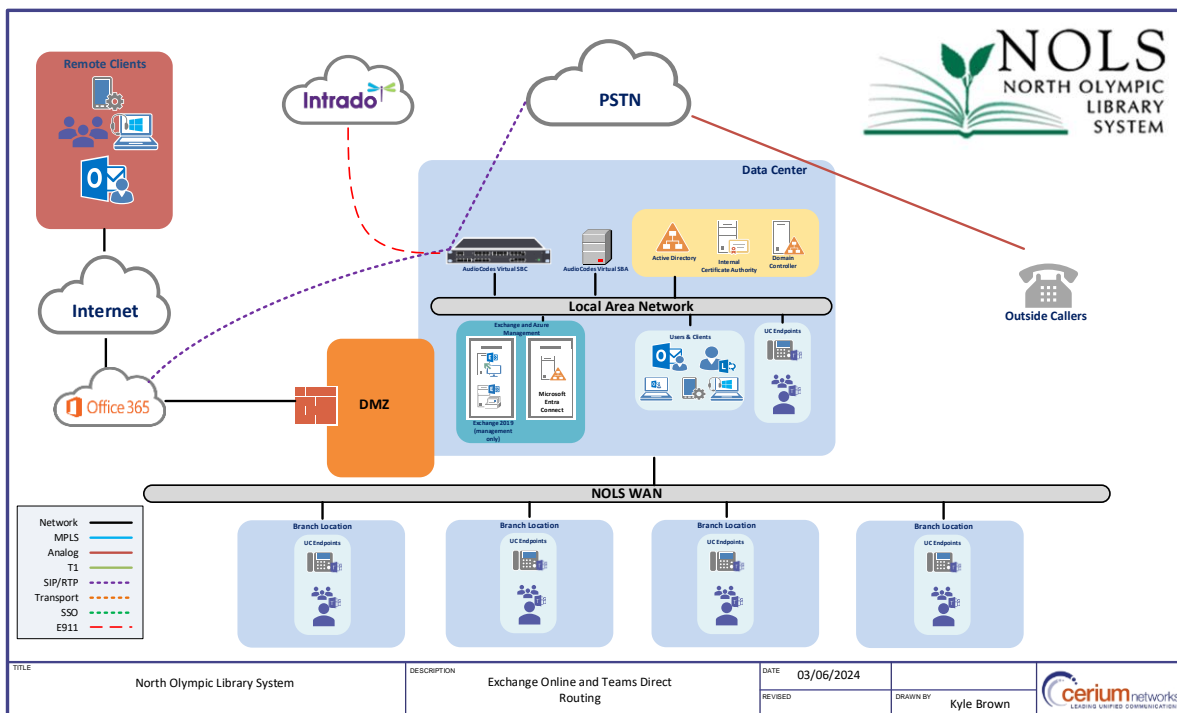 Remote Clients
Intrado
PSTN
NOLS
NORTH OLYMPIC
LIBRARY
SYSTEM
Data Center
Active Directory
Internal
Certificate Authority
Domain
Controller
AudioCodes Virtual SBC
AudioCodes Virtual SBA
Internet
Local Area Network
Outside Callers
Exchange and Azure
Management
Users & Clients
UC Endpoints
Microsoft
Entra
Connect
Exchange 2019
(management
only)
Office 365
DMZ
NOLS WAN
Network
MPLS
Analog
T1
SIP/RTP
Transport
SSO
E911
Branch Location
UC Endpoints
Branch Location
UC Endpoints
Branch Location
UC Endpoints
Branch Location
UC Endpoints
TITLE
North Olympic Library System
DESCRIPTION
Exchange Online and Teams Direct
Routing
DATE 03/06/2024
REVISED
DRAWN BY Kyle Brown
cerium networks
LEADING UNIFIED COMMUNICATIONS